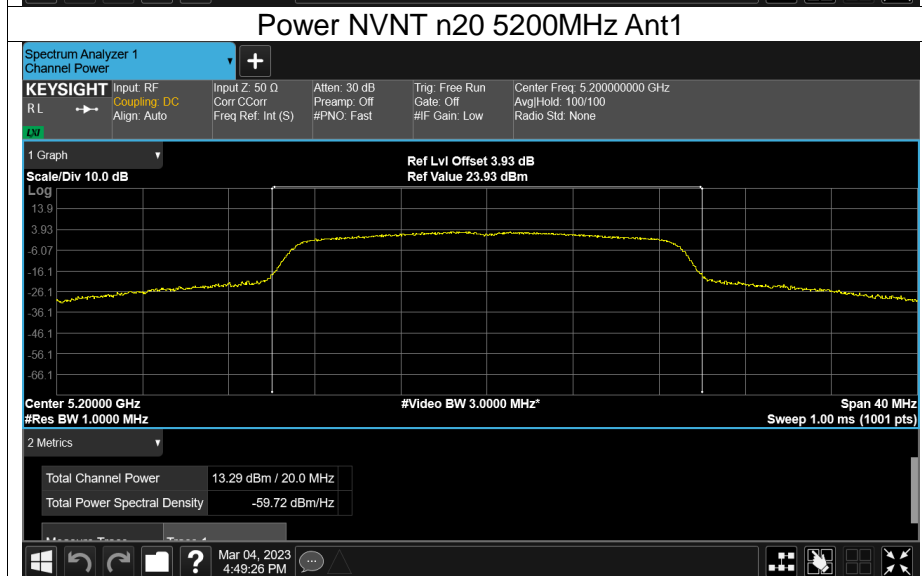 Power NVNT n20 5200MHz Ant1
Spectrum Analyzer 1
Channel Power
+
KEYSIGHT
R L
LXI
Input: RF
Coupling: DC
Align: Auto
Input Z: 50 Ω
Corr CCorr
Freq Ref: Int (S)
Atten: 30 dB
Preamp: Off
#PNO: Fast
Trig: Free Run
Gate: Off
#IF Gain: Low
Center Freq: 5.200000000 GHz
Avg|Hold: 100/100
Radio Std: None
1 Graph
Scale/Div 10.0 dB
Ref Lvl Offset 3.93 dB
Ref Value 23.93 dBm
Log
13.9
3.93
-6.07
-16.1
-26.1
-36.1
-46.1
-56.1
-66.1
Center 5.20000 GHz
#Res BW 1.0000 MHz
#Video BW 3.0000 MHz*
Span 40 MHz
Sweep 1.00 ms (1001 pts)
2 Metrics
Total Channel Power 13.29 dBm / 20.0 MHz
Total Power Spectral Density -59.72 dBm/Hz
?
Mar 04, 2023
4:49:26 PM